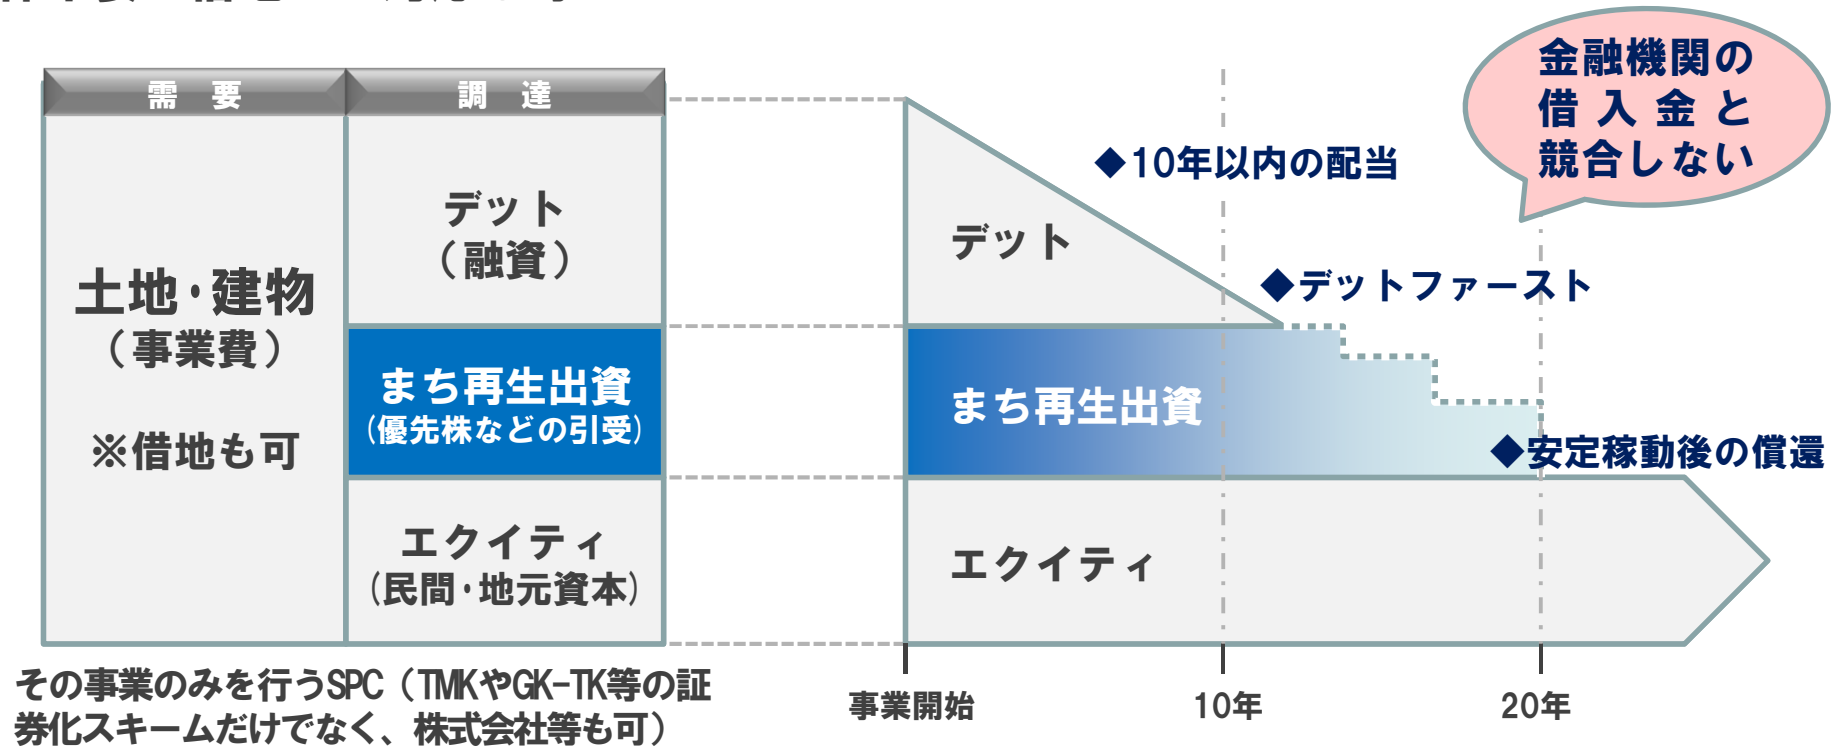 需 要
調 達
土地・建物
（事業費）
※借地も可
デット
（融資）
まち再生出資
(優先株などの引受)
エクイティ
(民間・地元資本)
その事業のみを行うSPC（TMKやGK-TK等の証
券化スキームだけでなく、株式会社等も可）
金融機関の
借入金と
競合しない
◆10年以内の配当
デット
◆デットファースト
まち再生出資
◆安定稼動後の償還
エクイティ
事業開始
10年
20年